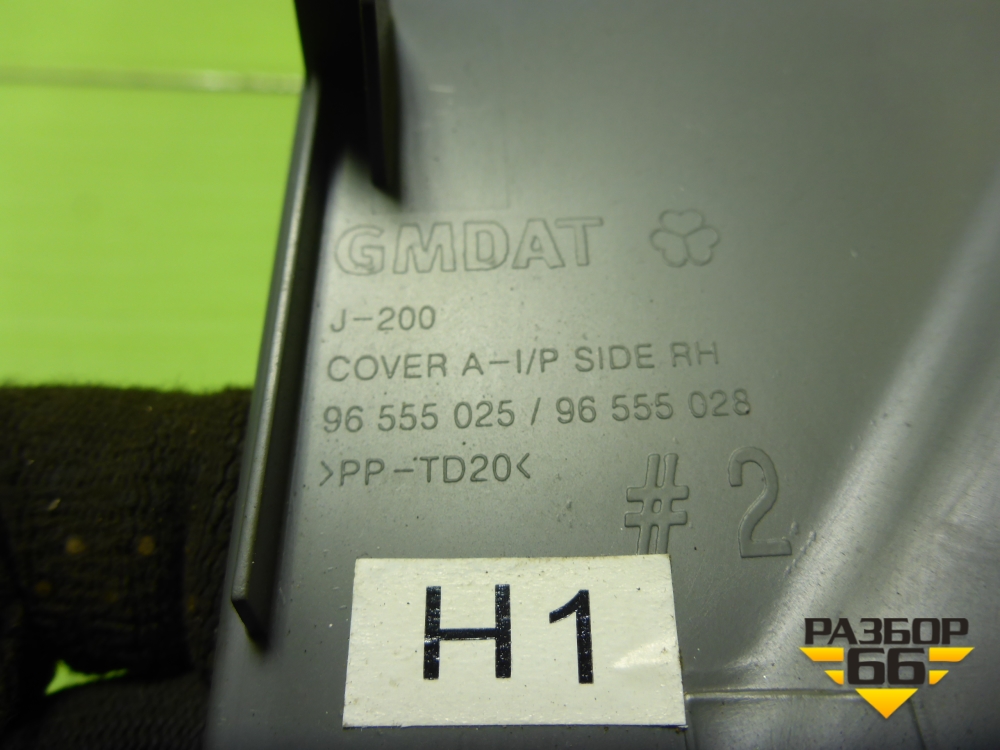 GMDAT
J-200
COVER A-I/P SIDE RH
96 555 025 / 96 555 028
>PP-TD20<
# 2
H1
РАЗБОР
66